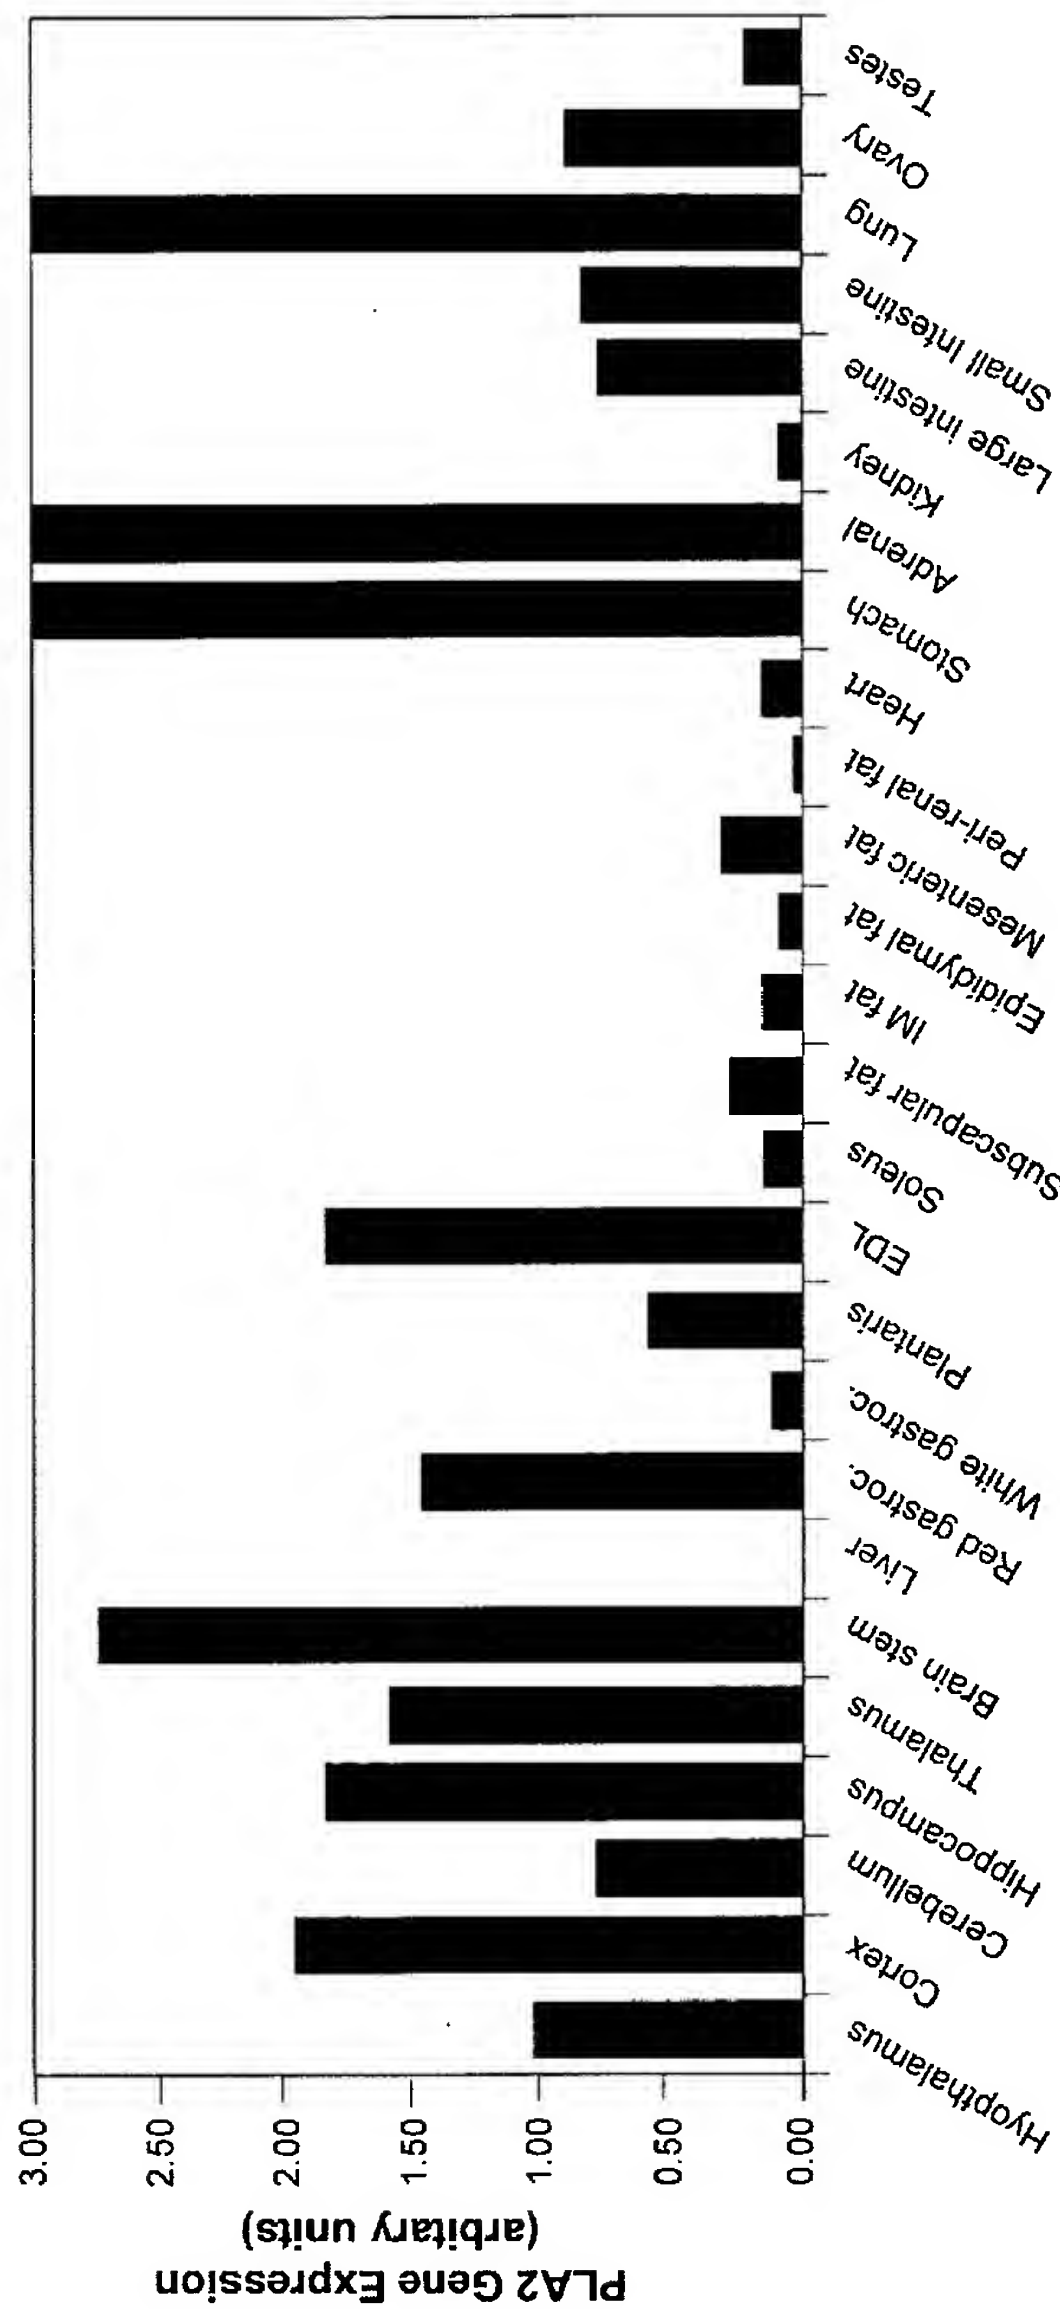 PLA2 Gene Expression
(arbitary units)
3.00
2.50
2.00
1.50
1.00
0.50
0.00
Hyopthalamus
Cortex
Cerebellum
Hippocampus
Thalamus
Brain stem
Liver
Red gastroc.
White gastroc.
Plantaris
EDL
Soleus
Subscapular fat
IM fat
Epididymal fat
Mesenteric fat
Peri-renal fat
Heart
Stomach
Adrenal
Kidney
Large intestine
Small Intestine
Lung
Ovary
Testes